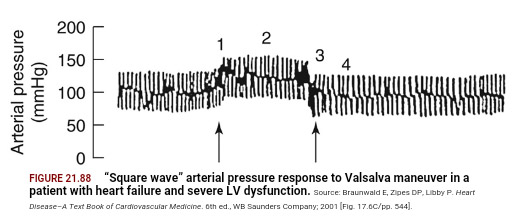 200
150
100
50
0
Arterial pressure
(mmHg)
1
2
3
4
FIGURE 21.88 “Square wave” arterial pressure response to Valsalva maneuver in a
patient with heart failure and severe LV dysfunction. Source: Braunwald E, Zipes DP, Libby P. Heart
Disease–A Text Book of Cardiovascular Medicine. 6th ed., WB Saunders Company; 2001 [Fig. 17.6C/pp. 544].